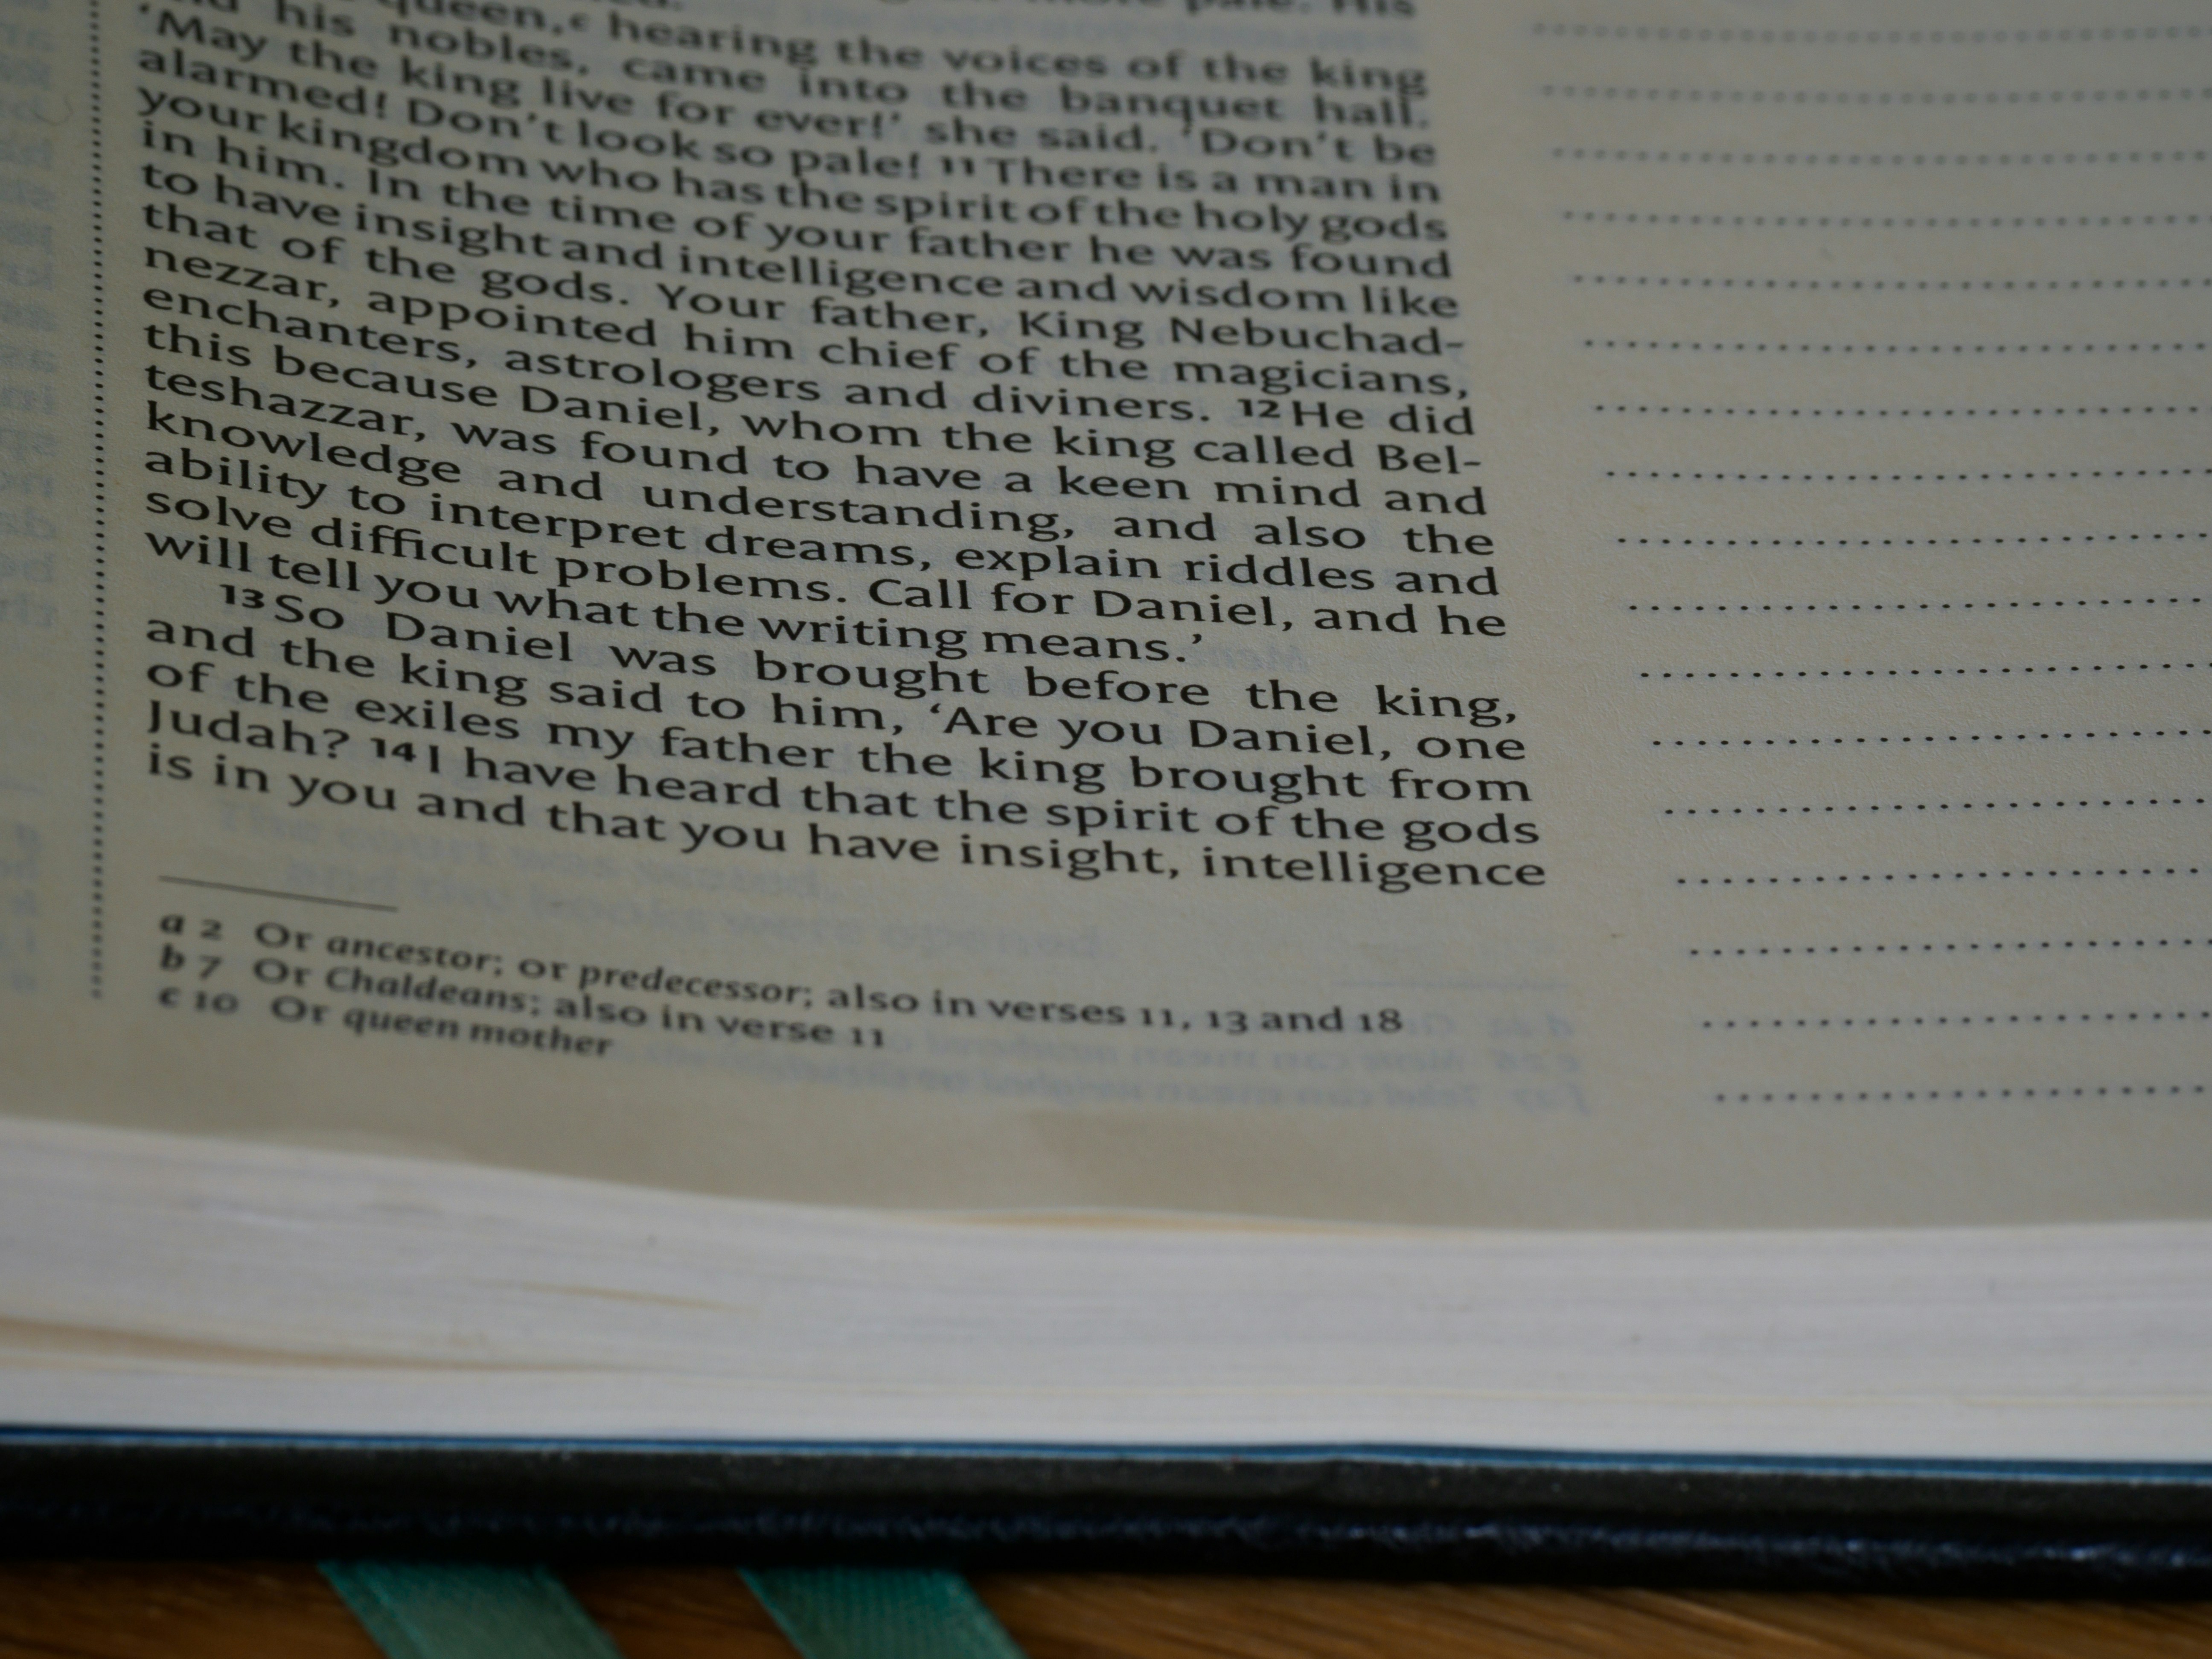 pale. His
queen,c hearing the voices of the king
his nobles, came into the banquet hall.
‘May the king live for ever!’ she said. ‘Don’t be
alarmed! Don’t look so pale! 11 There is a man in
your kingdom who has the spirit of the holy gods
in him. In the time of your father he was found
to have insight and intelligence and wisdom like
that of the gods. Your father, King Nebuchad-
nezzar, appointed him chief of the magicians,
enchanters, astrologers and diviners. 12 He did
this because Daniel, whom the king called Bel-
teshazzar, was found to have a keen mind and
knowledge and understanding, and also the
ability to interpret dreams, explain riddles and
solve difficult problems. Call for Daniel, and he
will tell you what the writing means.’
13 So Daniel was brought before the king,
and the king said to him, ‘Are you Daniel, one
of the exiles my father the king brought from
Judah? 14 I have heard that the spirit of the gods
is in you and that you have insight, intelligence
a 2 Or ancestor; or predecessor; also in verses 11, 13 and 18
b 7 Or Chaldeans; also in verse 11
c 10 Or queen mother